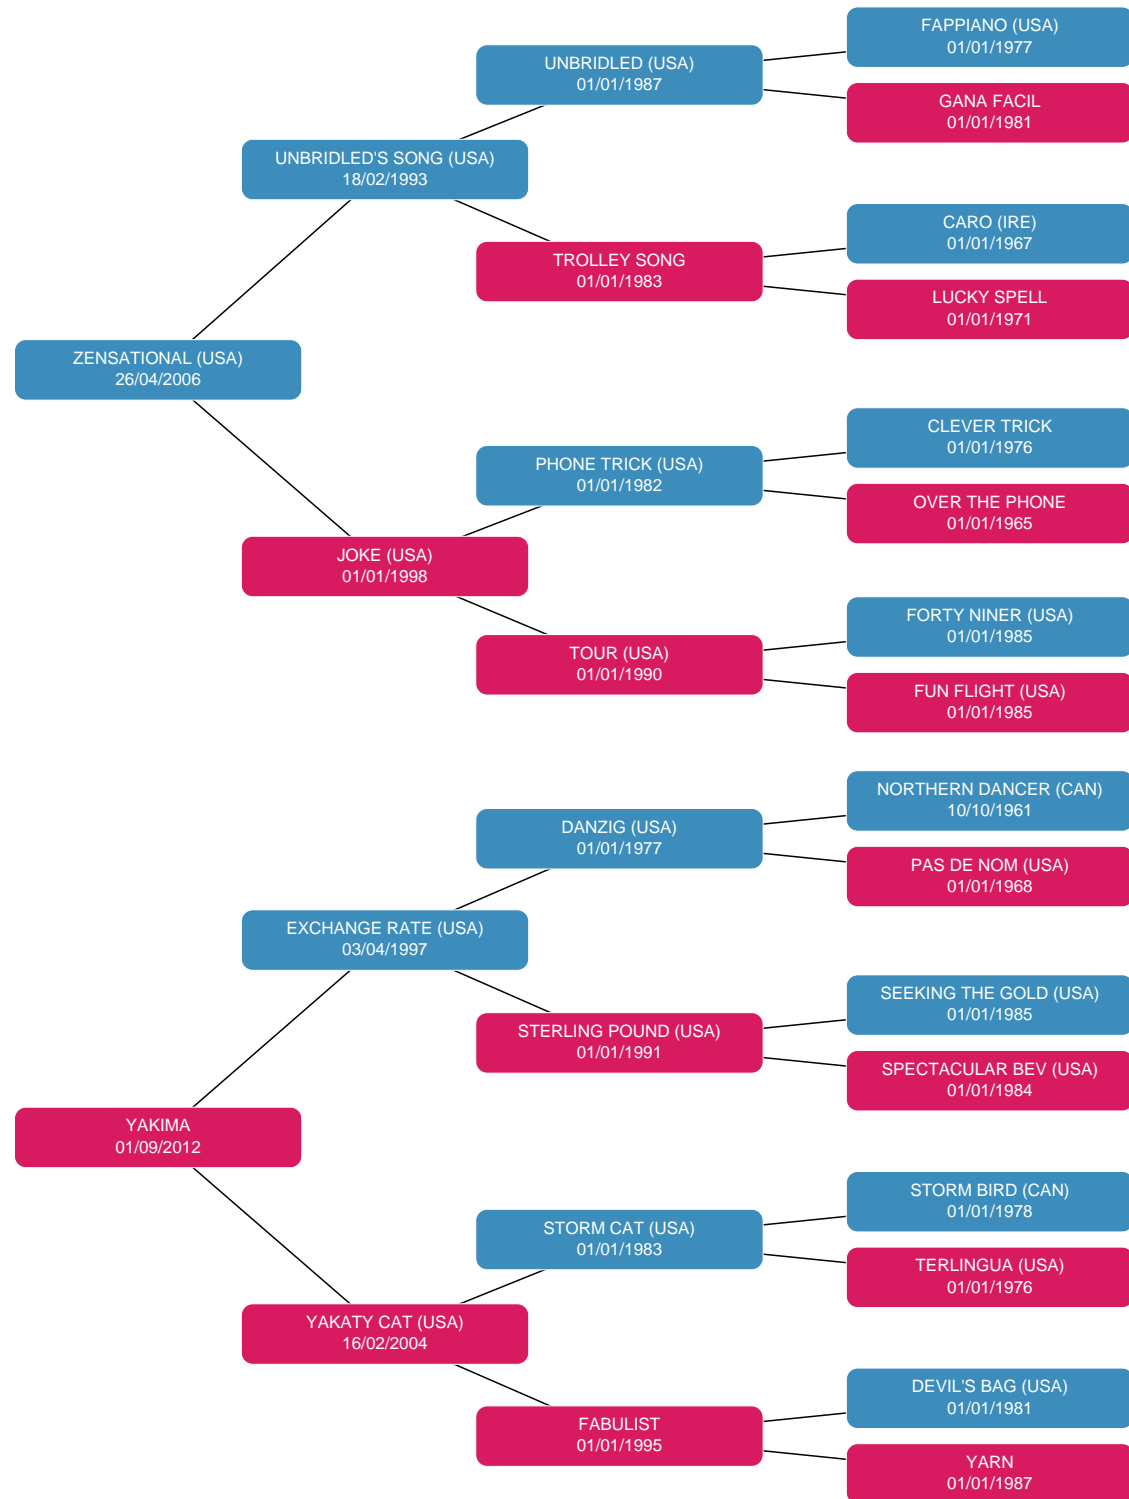 FAPPIANO (USA)
01/01/1977
UNBRIDLED (USA)
01/01/1987
GANA FACIL
01/01/1981
UNBRIDLED'S SONG (USA)
18/02/1993
CARO (IRE)
01/01/1967
TROLLEY SONG
01/01/1983
LUCKY SPELL
01/01/1971
ZENSATIONAL (USA)
26/04/2006
CLEVER TRICK
01/01/1976
PHONE TRICK (USA)
01/01/1982
OVER THE PHONE
01/01/1965
JOKE (USA)
01/01/1998
FORTY NINER (USA)
01/01/1985
TOUR (USA)
01/01/1990
FUN FLIGHT (USA)
01/01/1985
NORTHERN DANCER (CAN)
10/10/1961
DANZIG (USA)
01/01/1977
PAS DE NOM (USA)
01/01/1968
EXCHANGE RATE (USA)
03/04/1997
SEEKING THE GOLD (USA)
01/01/1985
STERLING POUND (USA)
01/01/1991
SPECTACULAR BEV (USA)
01/01/1984
YAKIMA
01/09/2012
STORM BIRD (CAN)
01/01/1978
STORM CAT (USA)
01/01/1983
TERLINGUA (USA)
01/01/1976
YAKATY CAT (USA)
16/02/2004
DEVIL'S BAG (USA)
01/01/1981
FABULIST
01/01/1995
YARN
01/01/1987